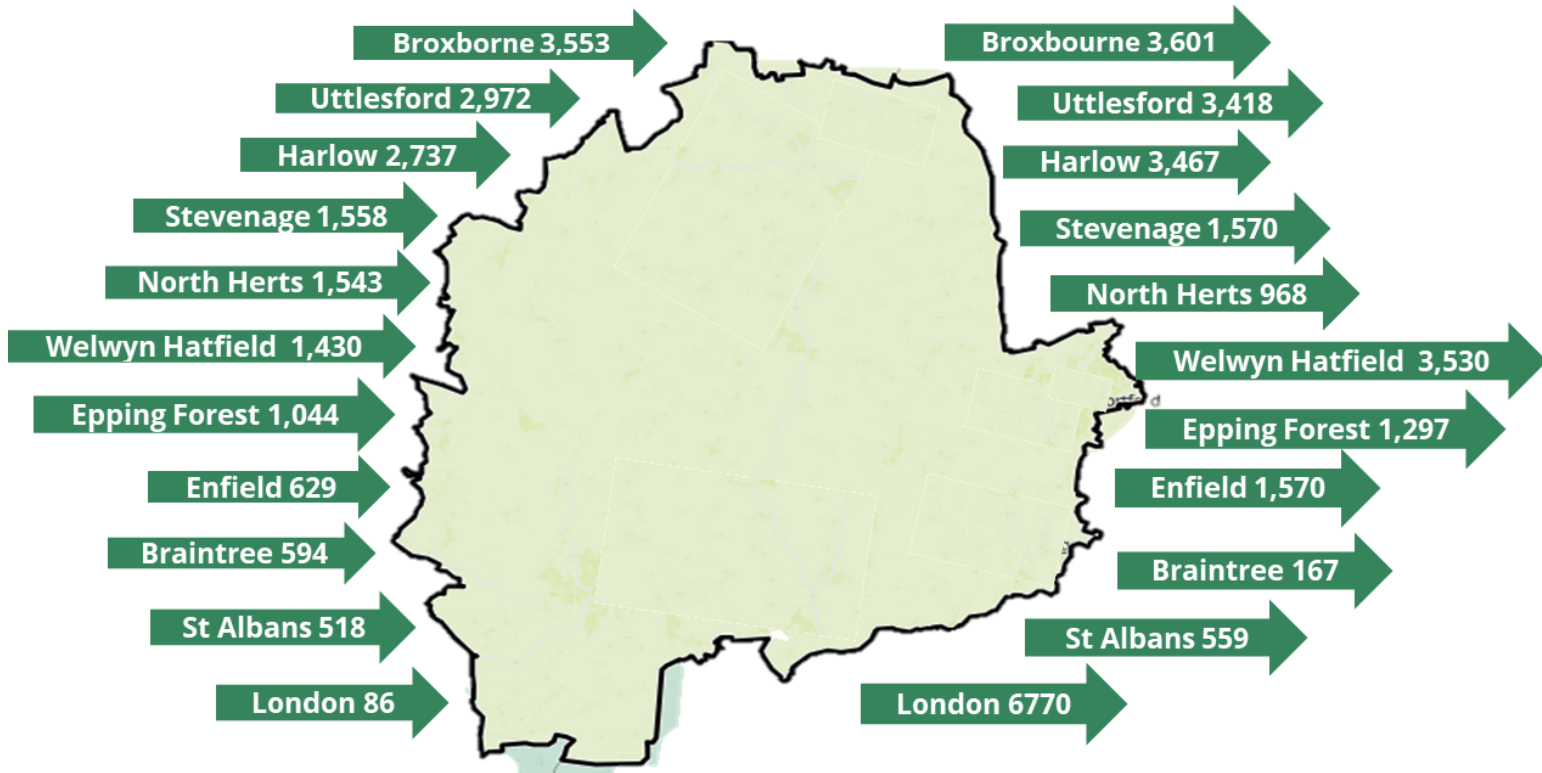 Broxborne 3,553
Uttlesford 2,972
Harlow 2,737
Stevenage 1,558
North Herts 1,543
Welwyn Hatfield 1,430
Epping Forest 1,044
Enfield 629
Braintree 594
St Albans 518
London 86
Broxbourne 3,601
Uttlesford 3,418
Harlow 3,467
Stevenage 1,570
North Herts 968
Welwyn Hatfield 3,530
Epping Forest 1,297
Enfield 1,570
Braintree 167
St Albans 559
London 6770